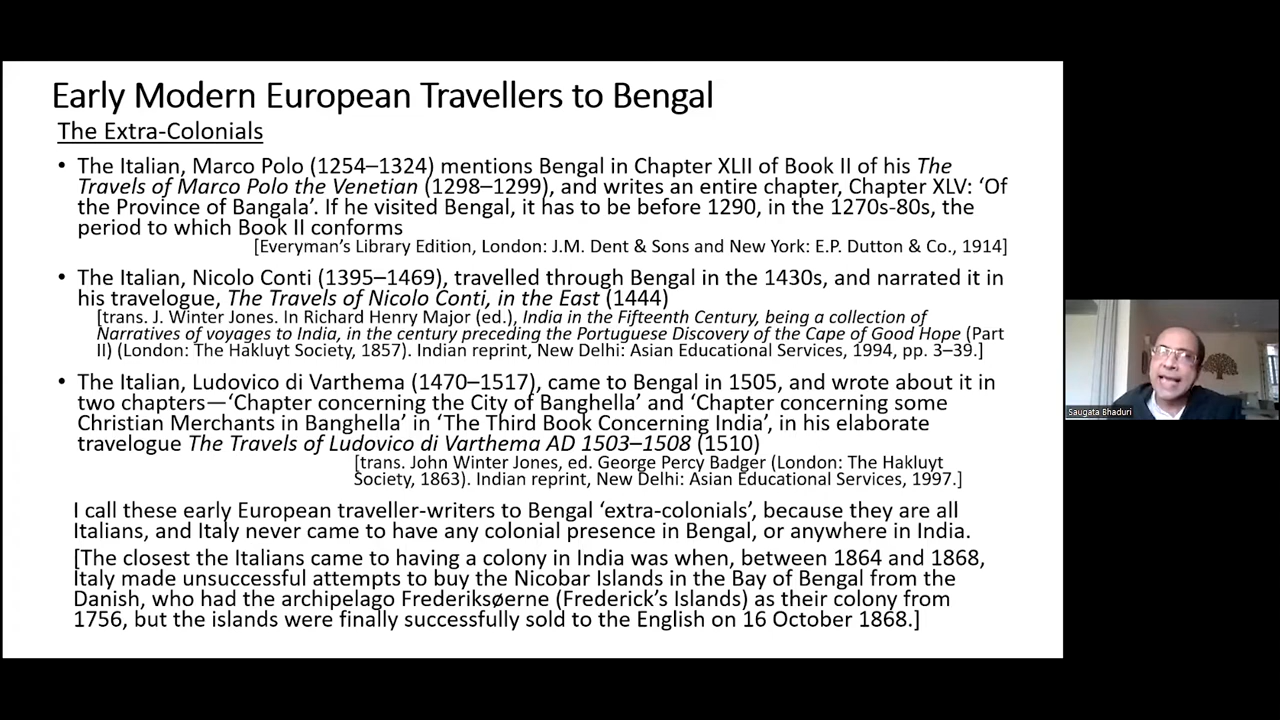 Early Modern European Travellers to Bengal
The Extra-Colonials
• The Italian, Marco Polo (1254–1324) mentions Bengal in Chapter XLII of Book II of his The
Travels of Marco Polo the Venetian (1298–1299), and writes an entire chapter, Chapter XLV: ‘Of
the Province of Bangala’. If he visited Bengal, it has to be before 1290, in the 1270s-80s, the
period to which Book II conforms
[Everyman’s Library Edition, London: J.M. Dent & Sons and New York: E.P. Dutton & Co., 1914]
• The Italian, Nicolo Conti (1395–1469), travelled through Bengal in the 1430s, and narrated it in
his travelogue, The Travels of Nicolo Conti, in the East (1444)
[trans. J. Winter Jones. In Richard Henry Major (ed.), India in the Fifteenth Century, being a collection of
Narratives of voyages to India, in the century preceding the Portuguese Discovery of the Cape of Good Hope (Part
II) (London: The Hakluyt Society, 1857). Indian reprint, New Delhi: Asian Educational Services, 1994, pp. 3–39.]
• The Italian, Ludovico di Varthema (1470–1517), came to Bengal in 1505, and wrote about it in
two chapters—‘Chapter concerning the City of Banghella’ and ‘Chapter concerning some
Christian Merchants in Banghella’ in ‘The Third Book Concerning India’, in his elaborate
travelogue The Travels of Ludovico di Varthema AD 1503–1508 (1510)
[trans. John Winter Jones, ed. George Percy Badger (London: The Hakluyt
Society, 1863). Indian reprint, New Delhi: Asian Educational Services, 1997.]
I call these early European traveller-writers to Bengal ‘extra-colonials’, because they are all
Italians, and Italy never came to have any colonial presence in Bengal, or anywhere in India.
[The closest the Italians came to having a colony in India was when, between 1864 and 1868,
Italy made unsuccessful attempts to buy the Nicobar Islands in the Bay of Bengal from the
Danish, who had the archipelago Frederiksøerne (Frederick’s Islands) as their colony from
1756, but the islands were finally successfully sold to the English on 16 October 1868.]
Saugata Bhaduri